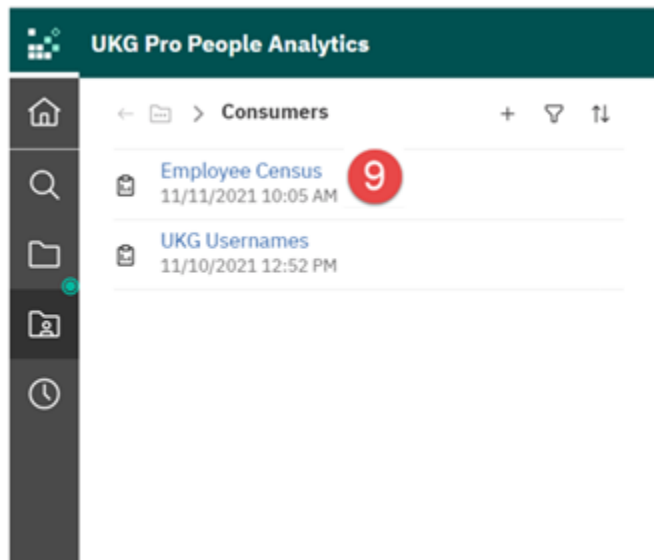 UKG Pro People Analytics
Consumers
Employee Census
9
11/11/2021 10:05 AM
UKG Usernames
11/10/2021 12:52 PM